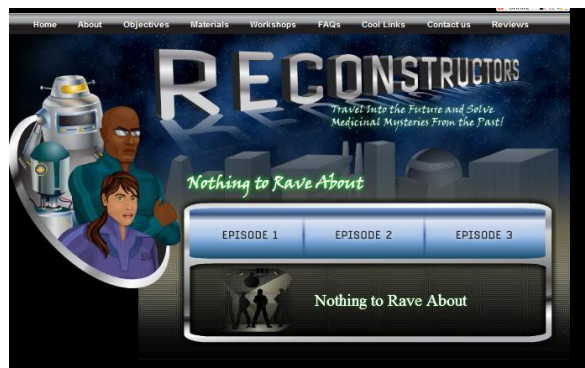 Home About Objectives Materials Workshops FAQs Cool Links Contact us Reviews
RECONSTRUCTORS
Travel Into the Future and Solve
Medicinal Mysteries From the Past!
Nothing to Rave About
EPISODE 1 EPISODE 2 EPISODE 3
Nothing to Rave About